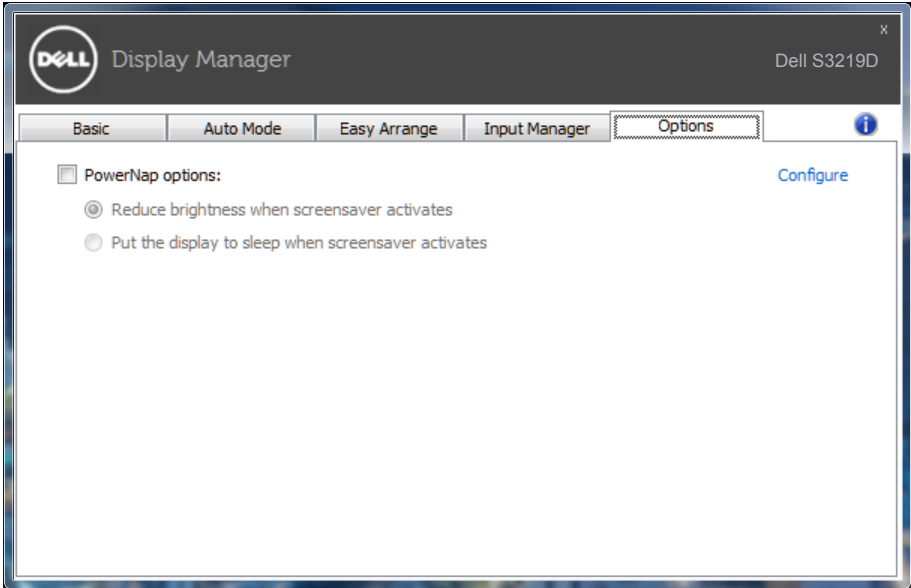 DELL
Display Manager
x
Dell S3219D
Basic
Auto Mode
Easy Arrange
Input Manager
Options
i
PowerNap options:
Configure
Reduce brightness when screensaver activates
Put the display to sleep when screensaver activates